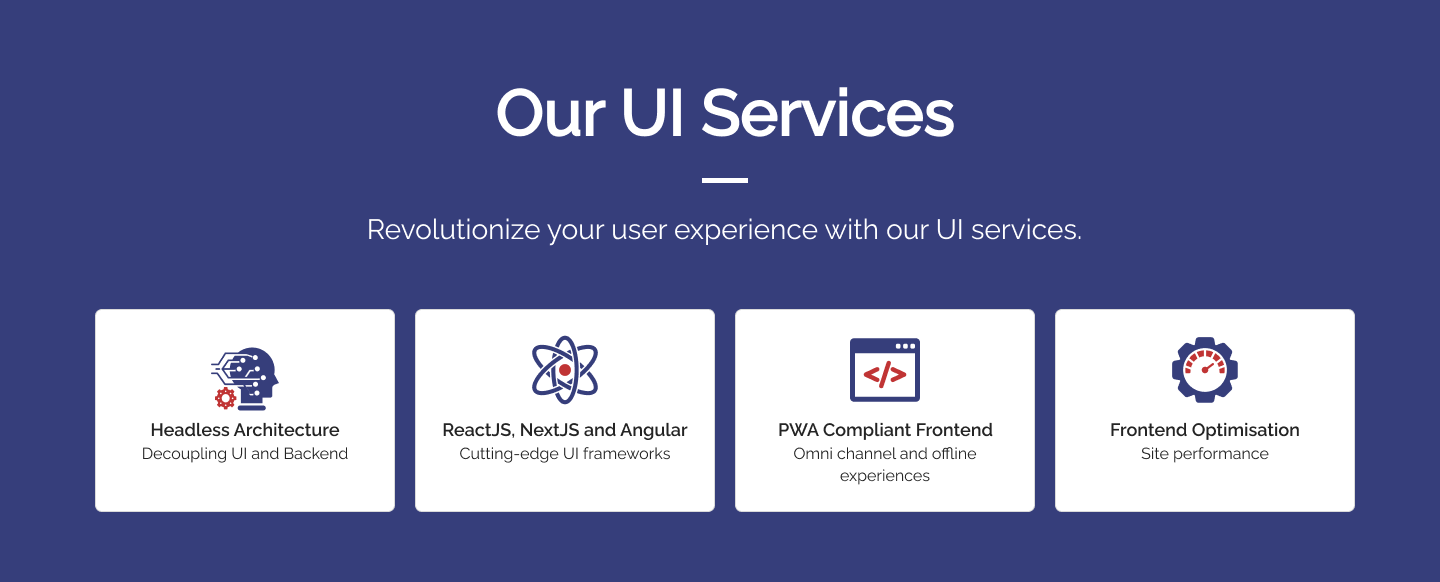 Our UI Services
Revolutionize your user experience with our UI services.
</>
Headless Architecture
Decoupling UI and Backend
ReactJS, NextJS and Angular
Cutting-edge UI frameworks
PWA Compliant Frontend
Omni channel and offline
experiences
Frontend Optimisation
Site performance